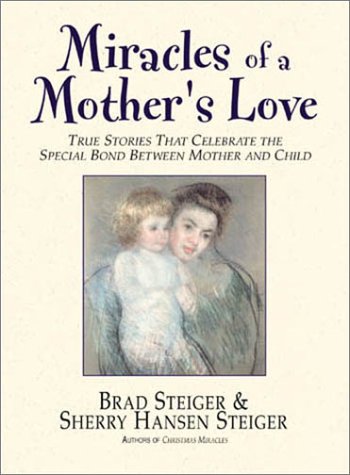 Miracles of a
Mother's Love
True Stories That Celebrate the
Special Bond Between Mother and Child
Brad Steiger &
Sherry Hansen Steiger
Authors of Christmas Miracles